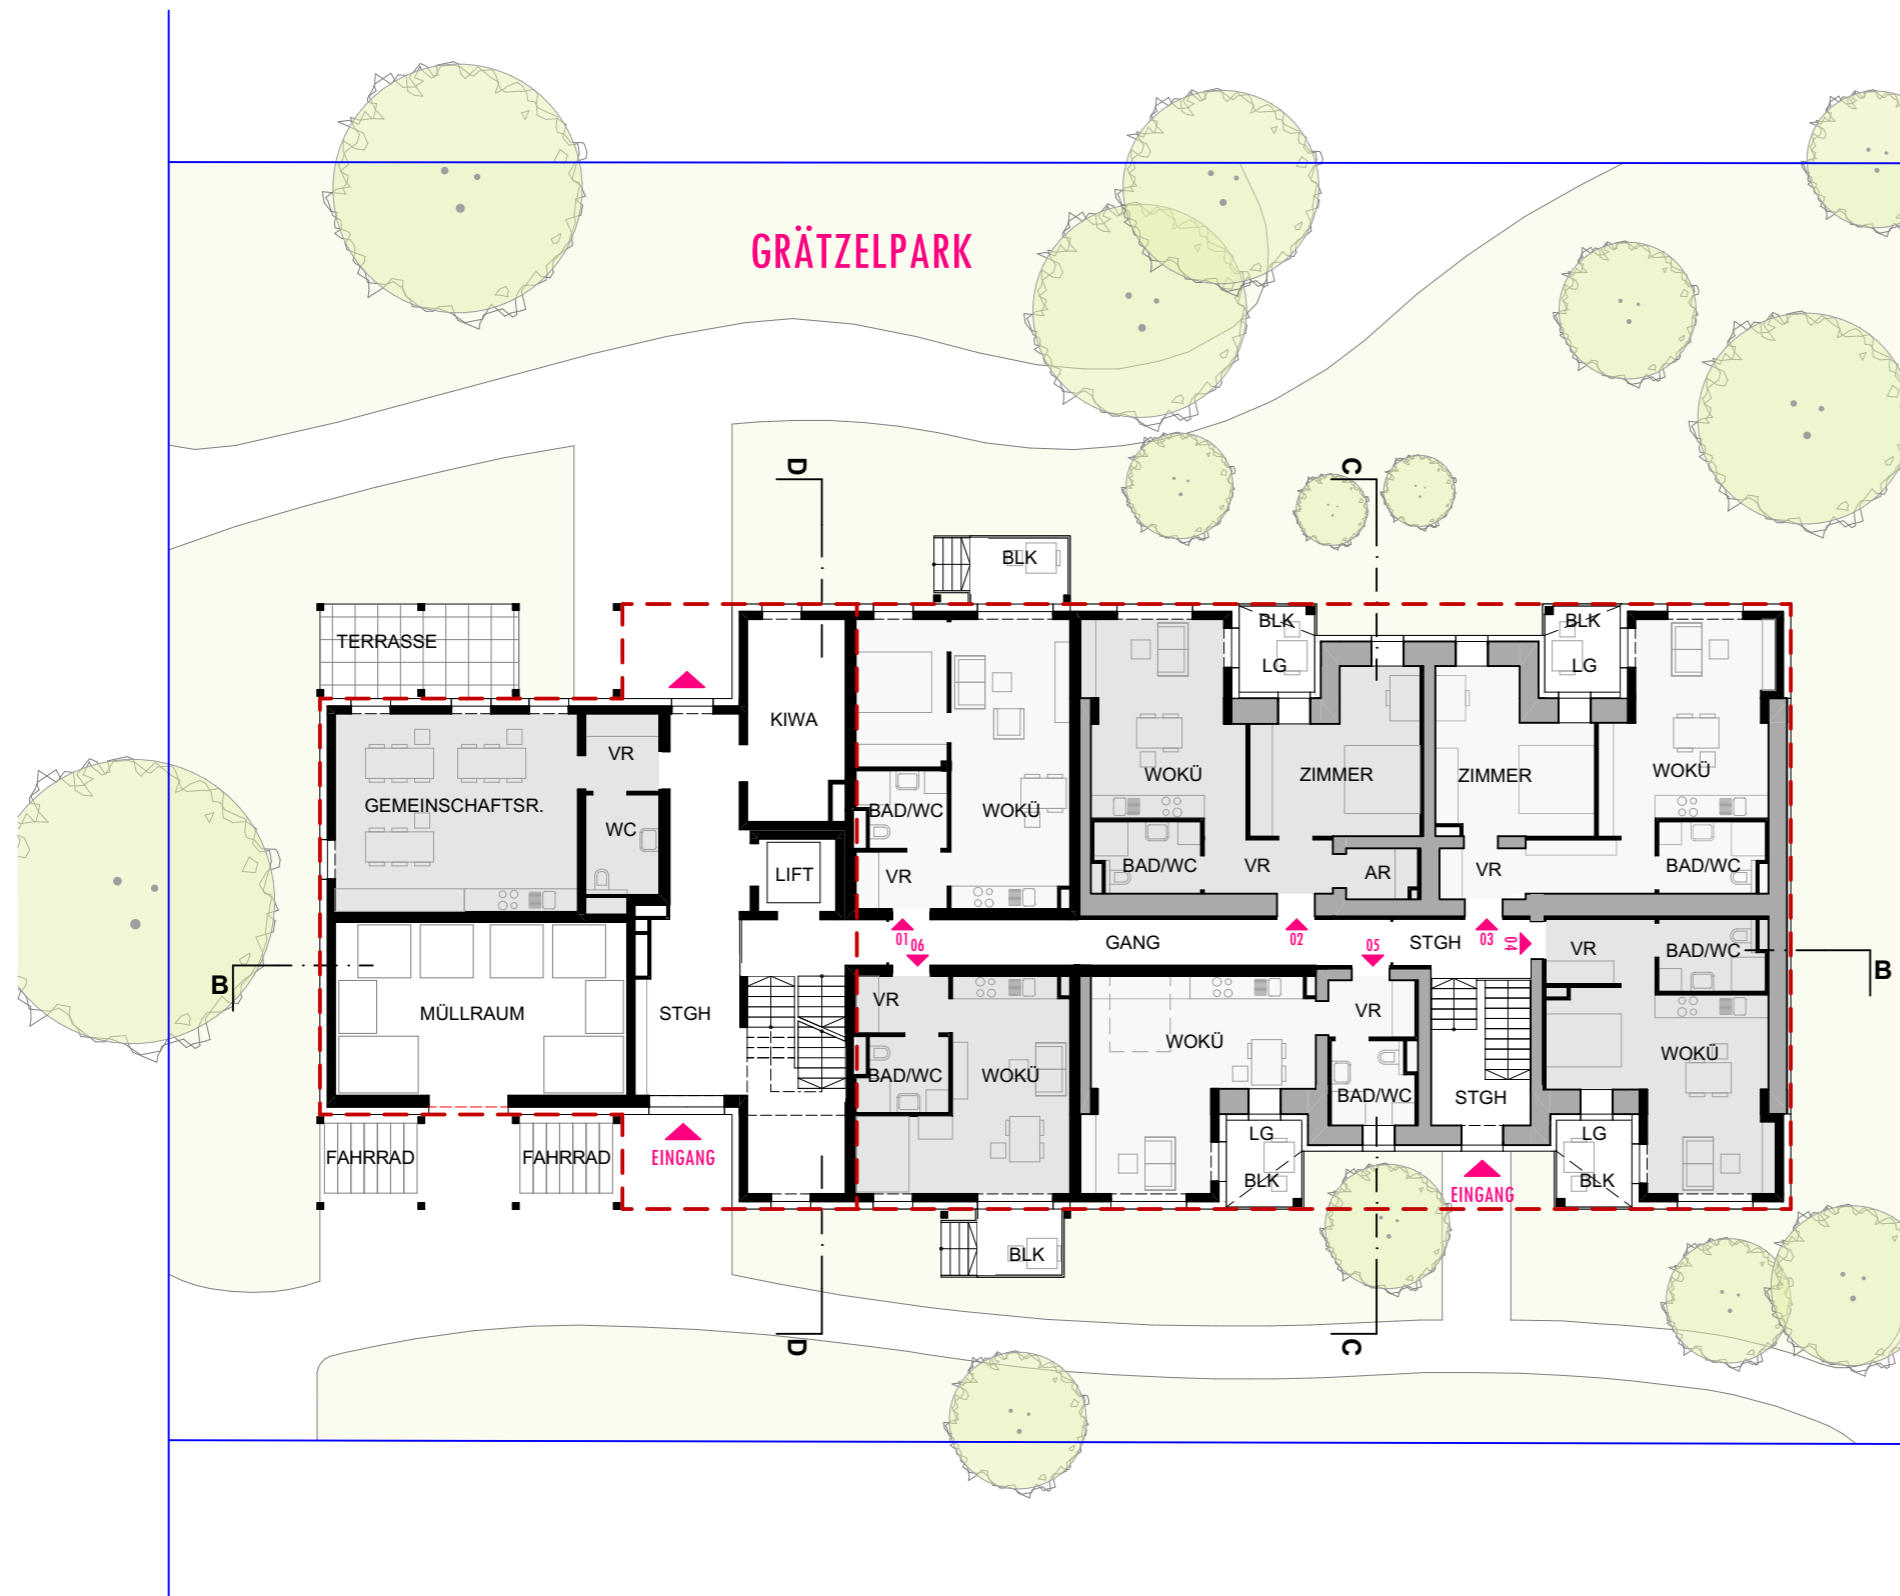 GRÄTZELPARK
D
C
BLK
TERRASSE
BLK
BLK
LG
LG
KIWA
VR
WOKÜ
ZIMMER
ZIMMER
WOKÜ
GEMEINSCHAFTSR.
BAD/WC
WOKÜ
WC
LIFT
VR
BAD/WC
VR
AR
VR
BAD/WC
01
06
GANG
02
05
STGH
03
04
VR
BAD/WC
B
B
MÜLLRAUM
STGH
VR
VR
WOKÜ
WOKÜ
BAD/WC
WOKÜ
BAD/WC
STGH
LG
LG
FAHRRAD
FAHRRAD
EINGANG
BLK
EINGANG
BLK
BLK
D
C